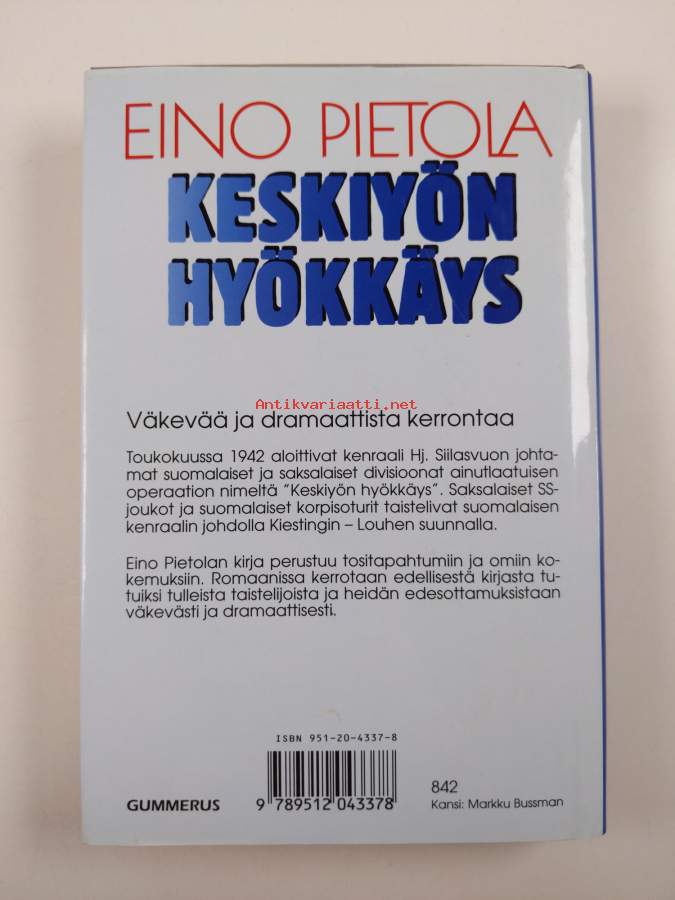 EINO PIETOLA
KESKIYÖN
HYÖKKÄYS
Antikvariaatti.net
Väkevää ja dramaattista kerrontaa
Toukokuussa 1942 aloittivat kenraali Hj. Siilasvuon johta-
mat suomalaiset ja saksalaiset divisioonat ainutlaatuisen
operaation nimeltä "Keskiyön hyökkäys". Saksalaiset SS-
joukot ja suomalaiset korpisoturit taistelivat suomalaisen
kenraalin johdolla Kiestingin – Louhen suunnalla.
Eino Pietolan kirja perustuu tositapahtumiin ja omiin ko-
kemuksiin. Romaanissa kerrotaan edellisestä kirjasta tu-
tuiksi tulleista taistelijoista ja heidän edesottamuksistaan
väkevästi ja dramaattisesti.
ISBN 951-20-4337-8
9 789512 043378
GUMMERUS
842
Kansi: Markku Bussman